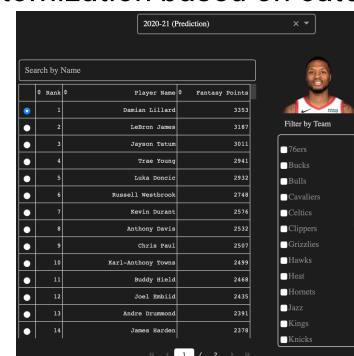 2020-21 (Prediction)
Search by Name
Rank Player Name Fantasy Points
1 Damian Lillard 3353
2 LeBron James 3187
3 Jayson Tatum 3011
4 Trae Young 2941
5 Luka Doncic 2932
6 Russell Westbrook 2748
7 Kevin Durant 2576
8 Anthony Davis 2532
9 Chris Paul 2507
10 Karl-Anthony Towns 2499
11 Buddy Hield 2468
12 Joel Embiid 2435
13 Andre Drummond 2391
14 James Harden 2378
1 / 2
Filter by Team
76ers
Bucks
Bulls
Cavaliers
Celtics
Clippers
Grizzlies
Hawks
Heat
Hornets
Jazz
Kings
Knicks